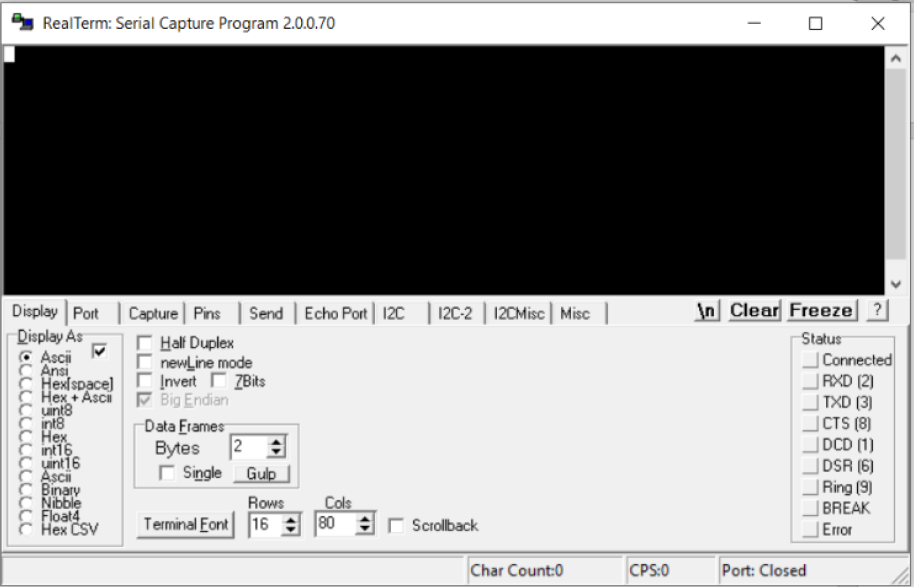 RealTerm: Serial Capture Program 2.0.0.70
Display Port Capture Pins Send Echo Port I2C I2C-2 I2CMisc Misc \n Clear Freeze ?
Display As
Ascii
Ansi
Hex[space]
Hex + Ascii
uint8
int8
Hex
int16
uint16
Ascii
Binary
Nibble
Float4
Hex CSV
Half Duplex
newLine mode
Invert 7Bits
Big Endian
Data Frames
Bytes 2
Single Gulp
Rows Cols
Terminal Font 16 80 Scrollback
Status
Connected
RXD (2)
TXD (3)
CTS (8)
DCD (1)
DSR (6)
Ring (9)
BREAK
Error
Char Count:0 CPS:0 Port: Closed